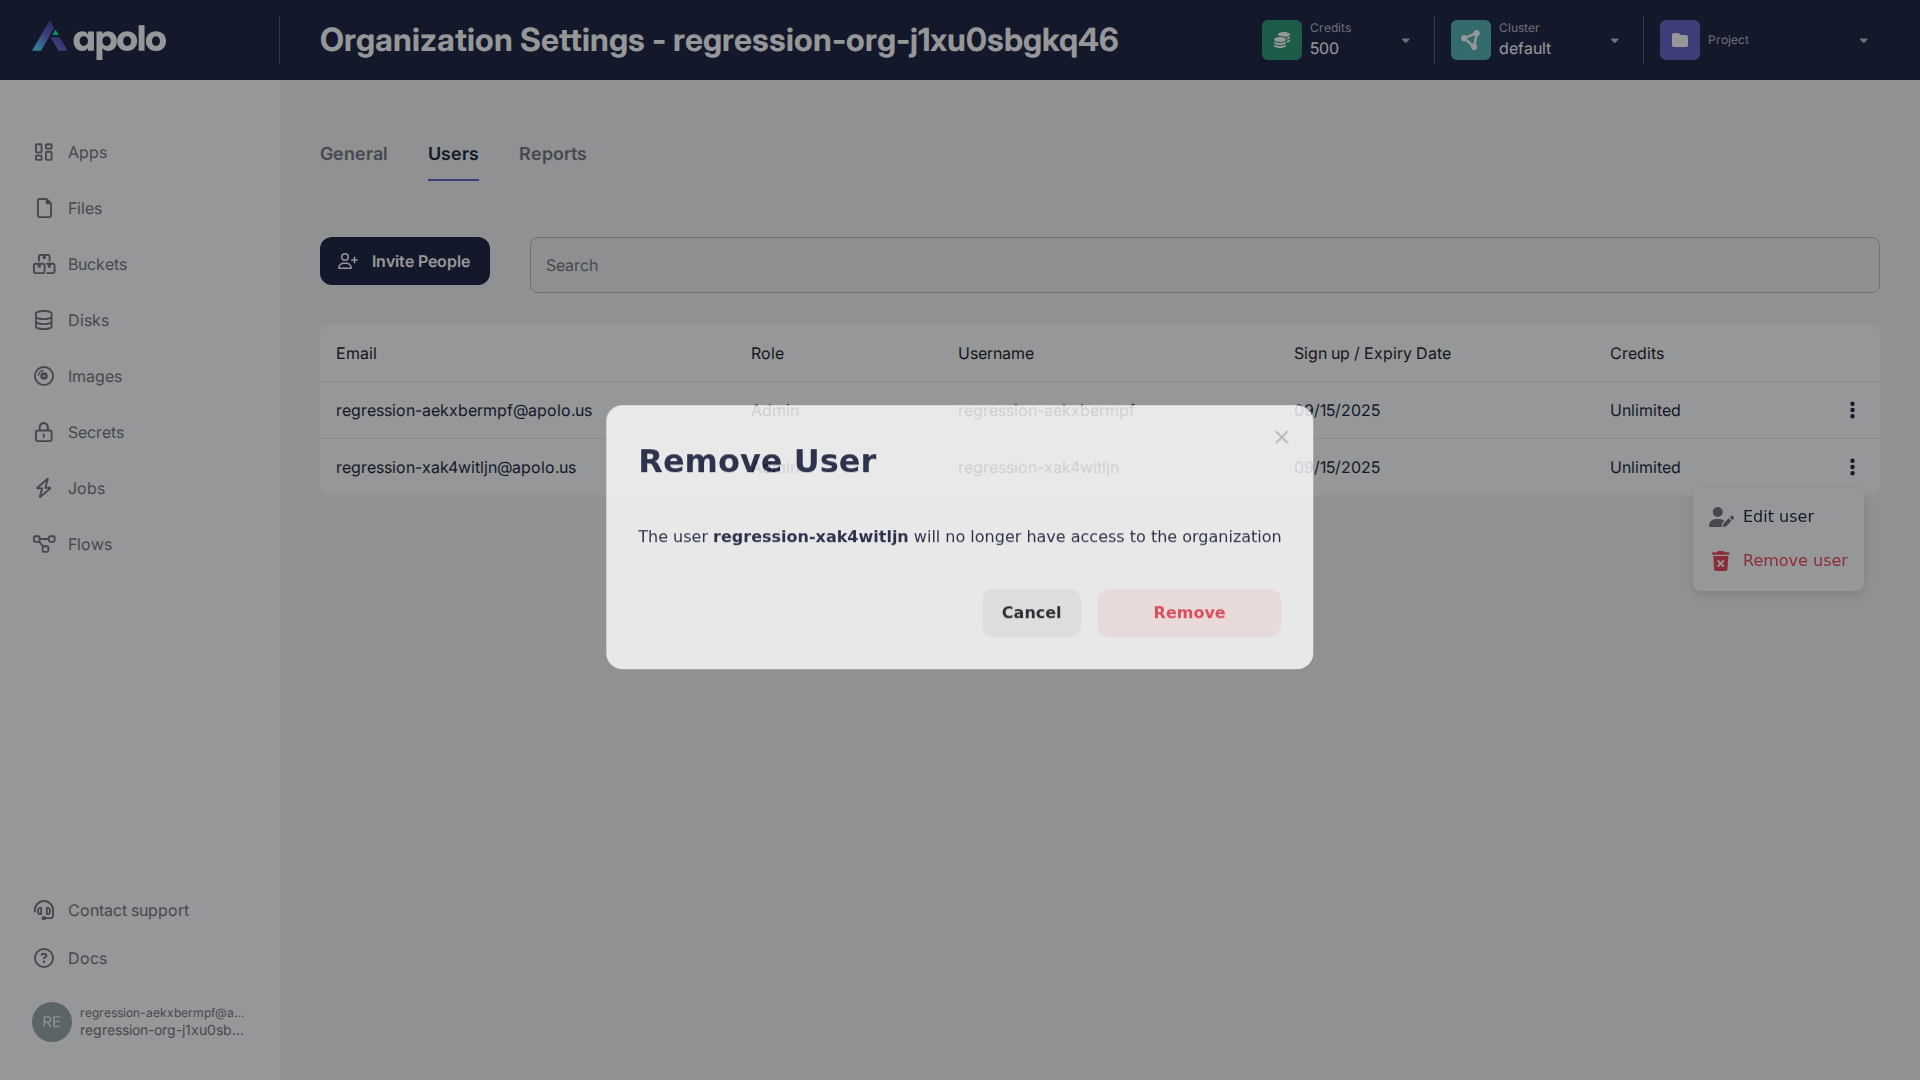 apolo
Organization Settings - regression-org-j1xu0sbgkq46
Credits
500
Cluster
default
Project
Apps
Files
Buckets
Disks
Images
Secrets
Jobs
Flows
General Users Reports
Invite People
Search
Email Role Username Sign up / Expiry Date Credits
regression-aekxbermpf@apolo.us Admin regression-aekxbermpf 09/15/2025 Unlimited
regression-xak4witljn@apolo.us Admin regression-xak4witljn 09/15/2025 Unlimited
Edit user
Remove user
Remove User
The user regression-xak4witljn will no longer have access to the organization
Cancel Remove
Contact support
Docs
RE
regression-aekxbermpf@a...
regression-org-j1xu0sb...